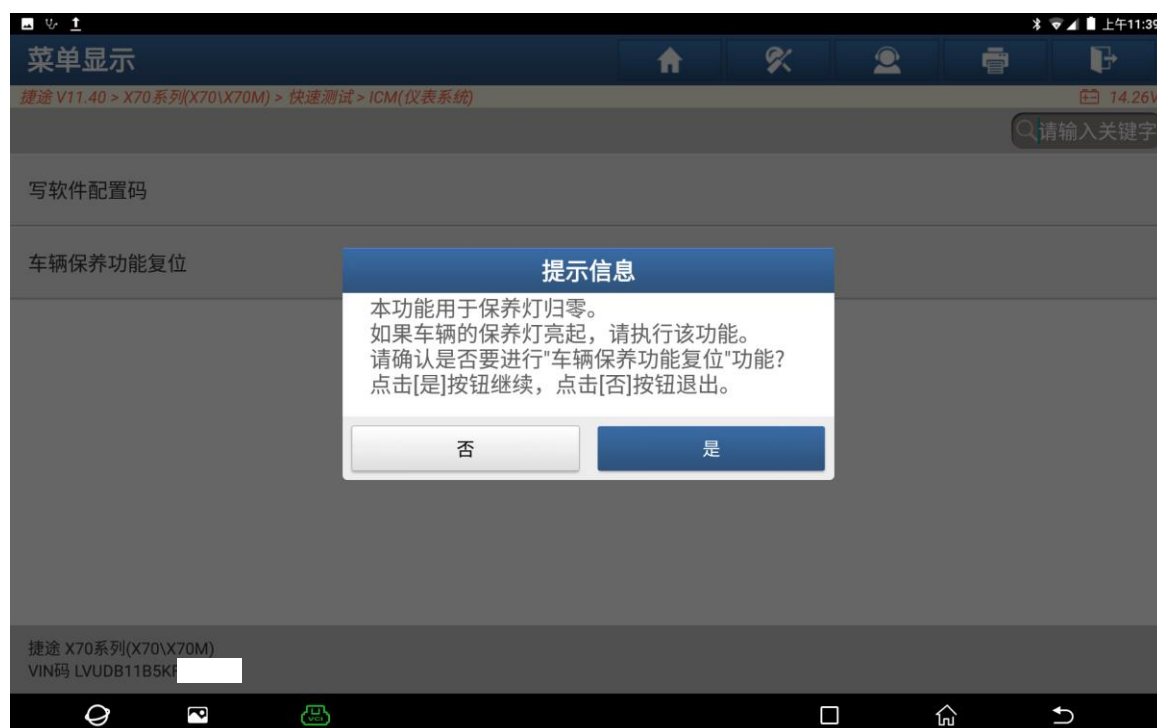 上午11:39
菜单显示
捷途 V11.40 > X70系列(X70\X70M) > 快速测试 > ICM(仪表系统)
14.26V
请输入关键字
写软件配置码
车辆保养功能复位
提示信息
本功能用于保养灯归零。
如果车辆的保养灯亮起，请执行该功能。
请确认是否要进行"车辆保养功能复位"功能?
点击[是]按钮继续，点击[否]按钮退出。
否
是
捷途 X70系列(X70\X70M)
VIN码 LVUDB11B5K
VCI